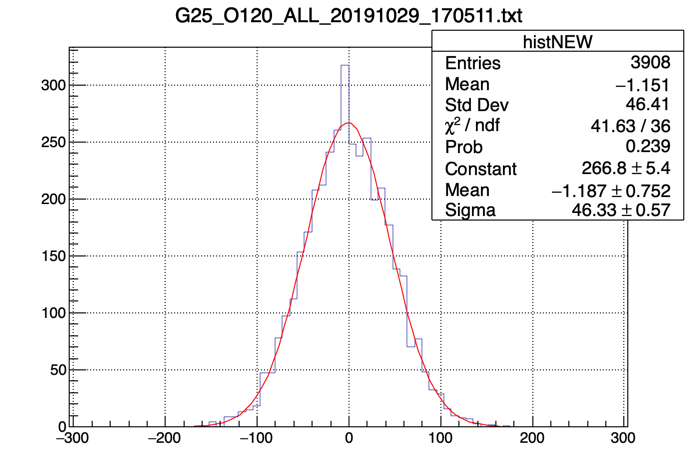 G25_O120_ALL_20191029_170511.txt
histNEW
Entries 3908
Mean −1.151
Std Dev 46.41
χ² / ndf 41.63 / 36
Prob 0.239
Constant 266.8 ± 5.4
Mean −1.187 ± 0.752
Sigma 46.33 ± 0.57
300
250
200
150
100
50
0
−300 −200 −100 0 100 200 300